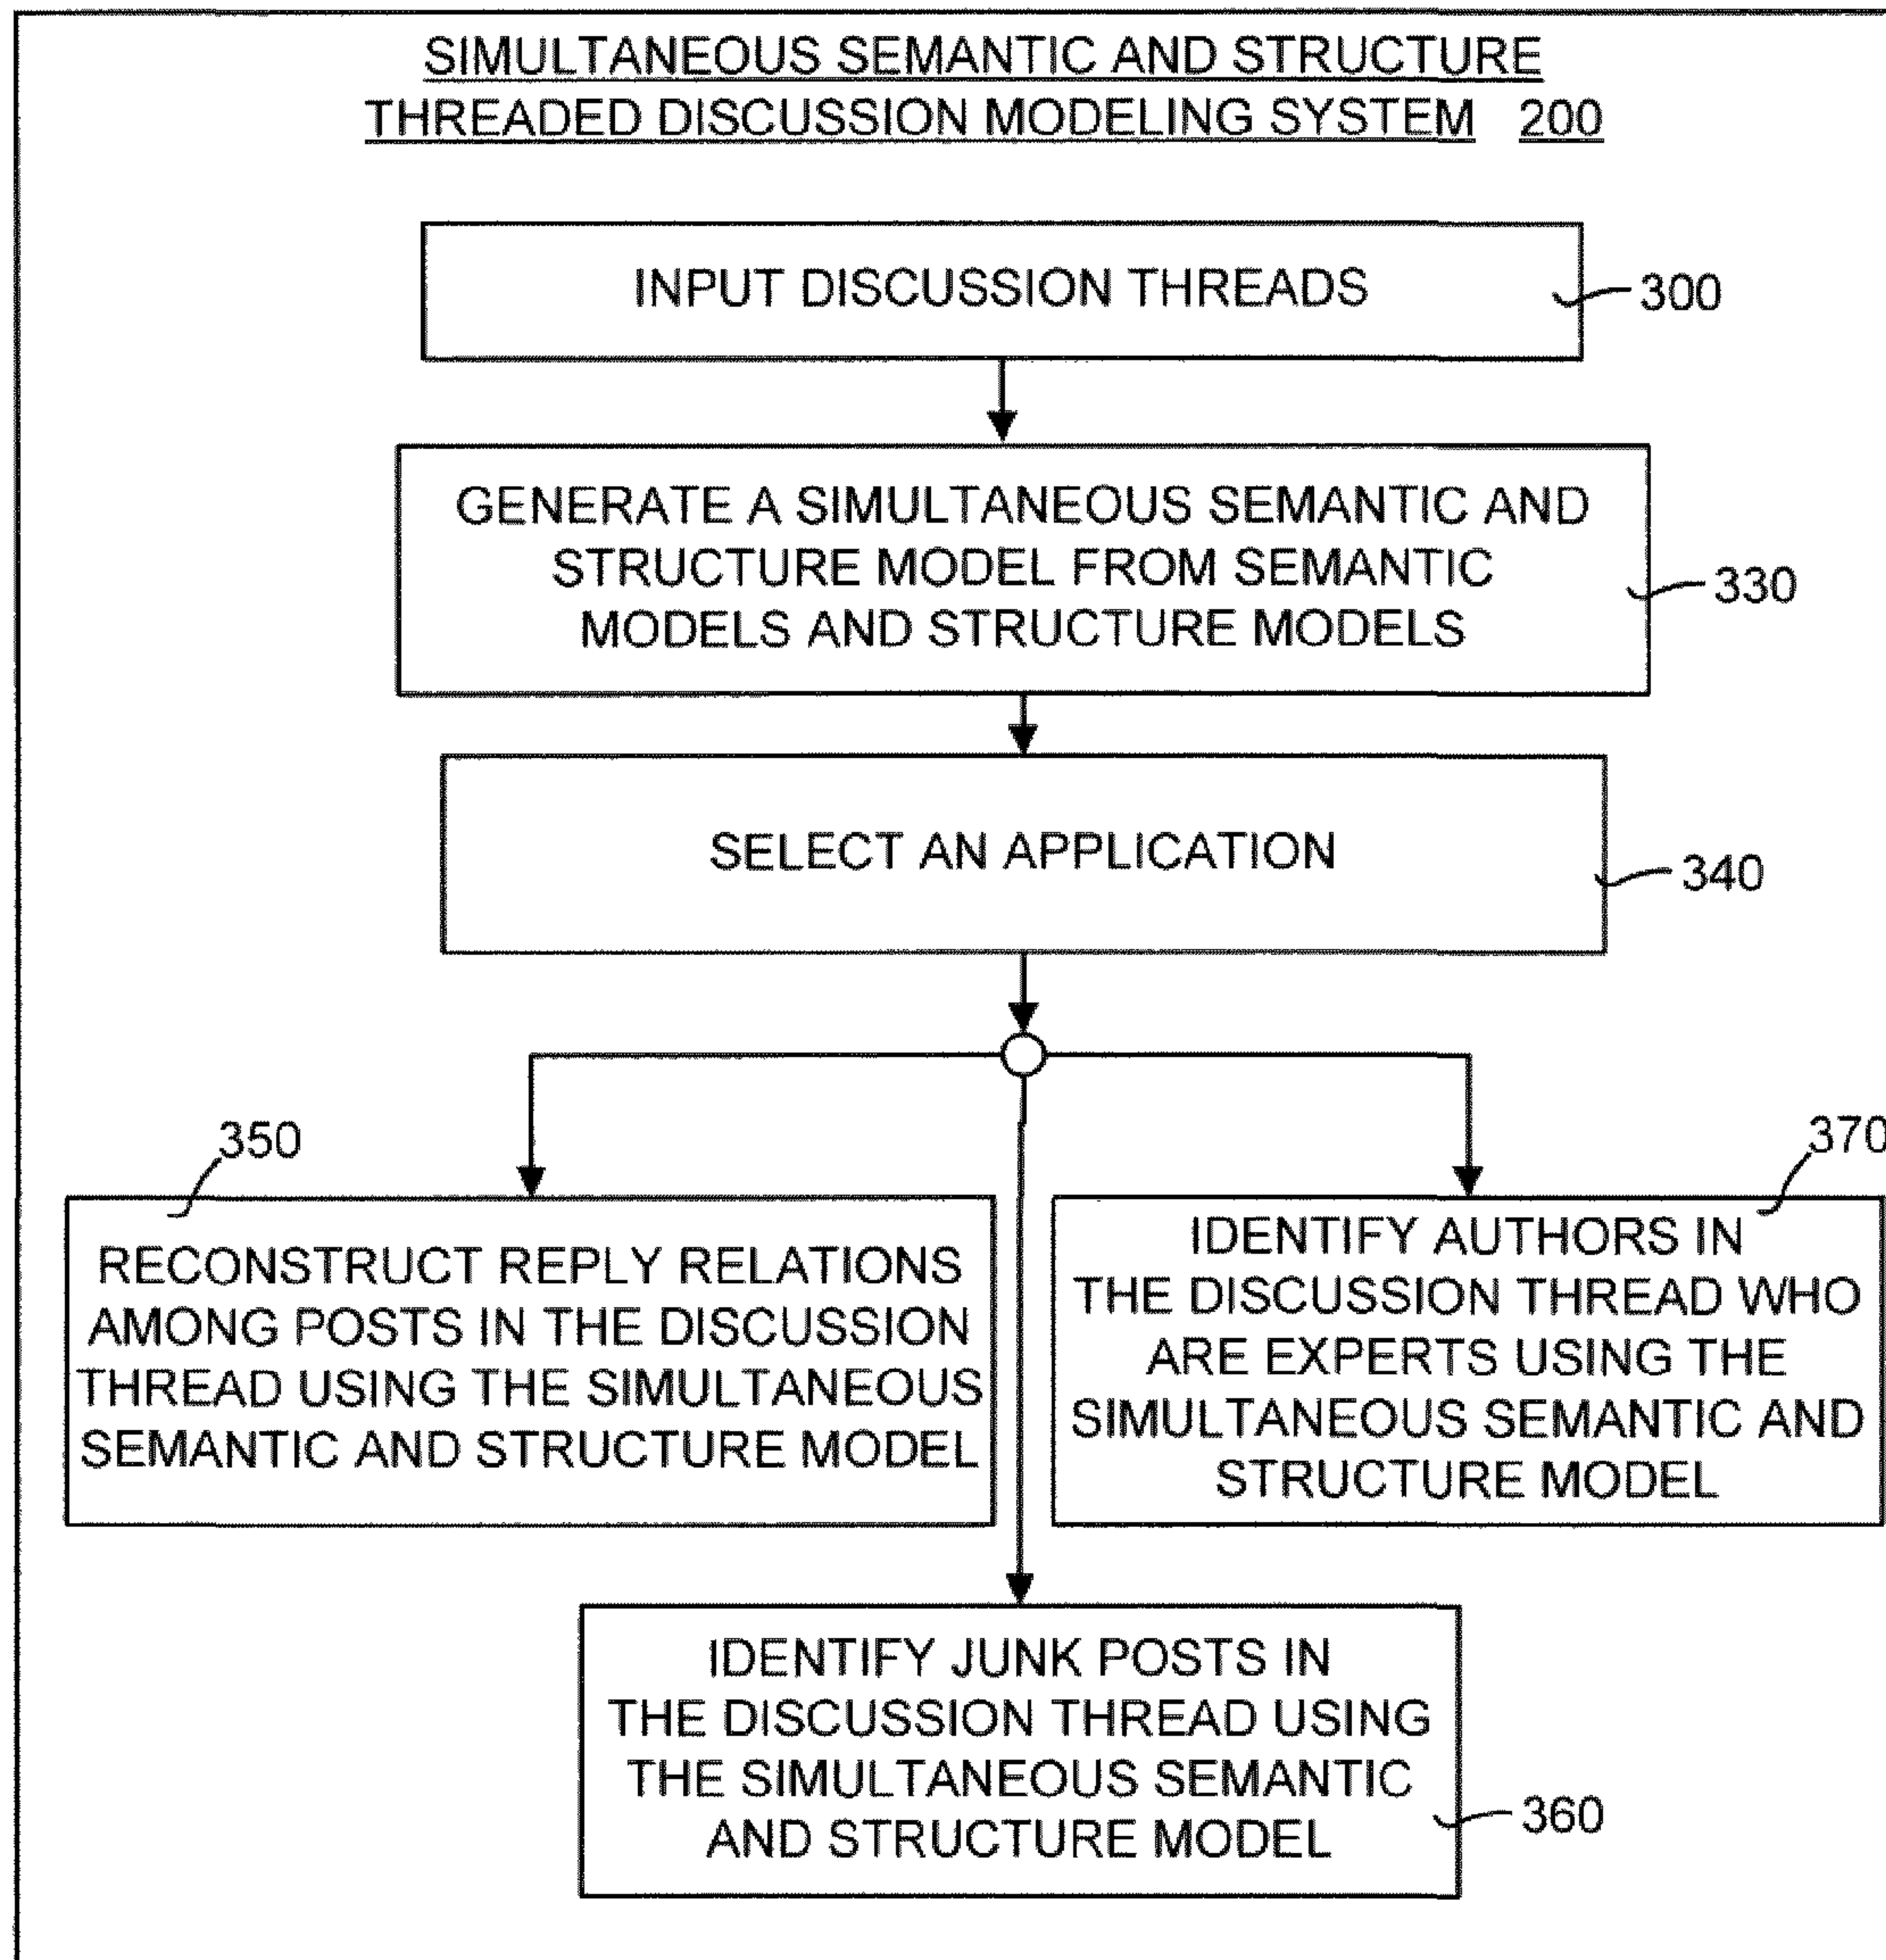 SIMULTANEOUS SEMANTIC AND STRUCTURE
THREADED DISCUSSION MODELING SYSTEM 200
INPUT DISCUSSION THREADS
300
GENERATE A SIMULTANEOUS SEMANTIC AND
STRUCTURE MODEL FROM SEMANTIC
MODELS AND STRUCTURE MODELS
330
SELECT AN APPLICATION
340
350
RECONSTRUCT REPLY RELATIONS
AMONG POSTS IN THE DISCUSSION
THREAD USING THE SIMULTANEOUS
SEMANTIC AND STRUCTURE MODEL
370
IDENTIFY AUTHORS IN
THE DISCUSSION THREAD WHO
ARE EXPERTS USING THE
SIMULTANEOUS SEMANTIC AND
STRUCTURE MODEL
IDENTIFY JUNK POSTS IN
THE DISCUSSION THREAD USING
THE SIMULTANEOUS SEMANTIC
AND STRUCTURE MODEL
360